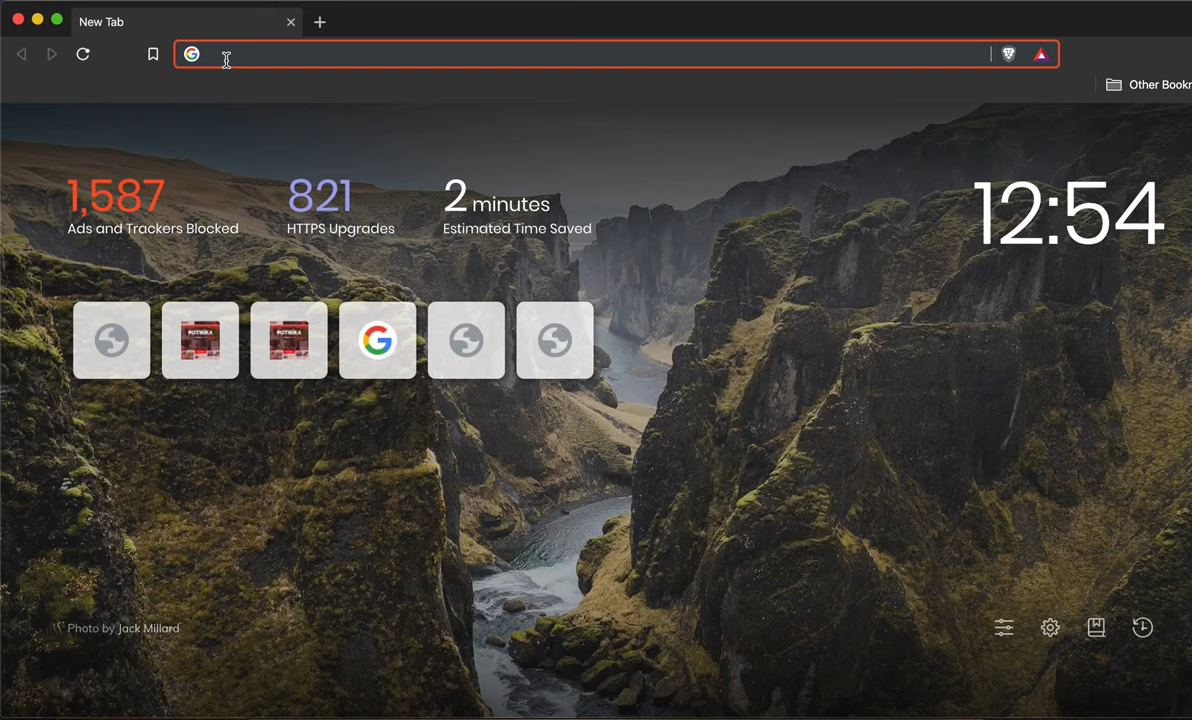 New Tab
Other Bookr
1,587
Ads and Trackers Blocked
821
HTTPS Upgrades
2 minutes
Estimated Time Saved
12:54
POTRIKA
POTRIKA
Photo by Jack Millard